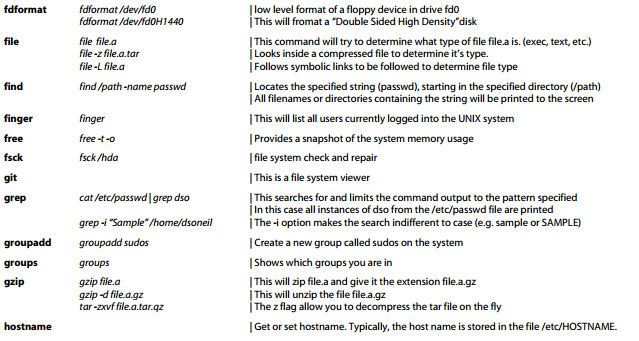 fdformat fdformat /dev/fd0 low level format of a floppy device in drive fd0
fdformat /dev/fd0H1440 This will fromat a "Double Sided High Density"disk
file file file.a This command will try to determine what type of file file.a is. (exec, text, etc.)
file -z file.a.tar Looks inside a compressed file to determine it's type.
file -L file.a Follows symbolic links to be followed to determine file type
find find /path -name passwd Locates the specified string (passwd), starting in the specified directory (/path)
All filenames or directories containing the string will be printed to the screen
finger finger This will list all users currently logged into the UNIX system
free free -t -o Provides a snapshot of the system memory usage
fsck fsck /hda file system check and repair
git This is a file system viewer
grep cat /etc/passwd | grep dso This searches for and limits the command output to the pattern specified
In this case all instances of dso from the /etc/passwd file are printed
grep -i "Sample" /home/dsoneil The -i option makes the search indifferent to case (e.g. sample or SAMPLE)
groupadd groupadd sudos Create a new group called sudos on the system
groups groups Shows which groups you are in
gzip gzip file.a This will zip file.a and give it the extension file.a.gz
gzip -d file.a.gz This will unzip the file file.a.gz
tar -zxvf file.a.tar.qz The z flag allow you to decompress the tar file on the fly
hostname Get or set hostname. Typically, the host name is stored in the file /etc/HOSTNAME.